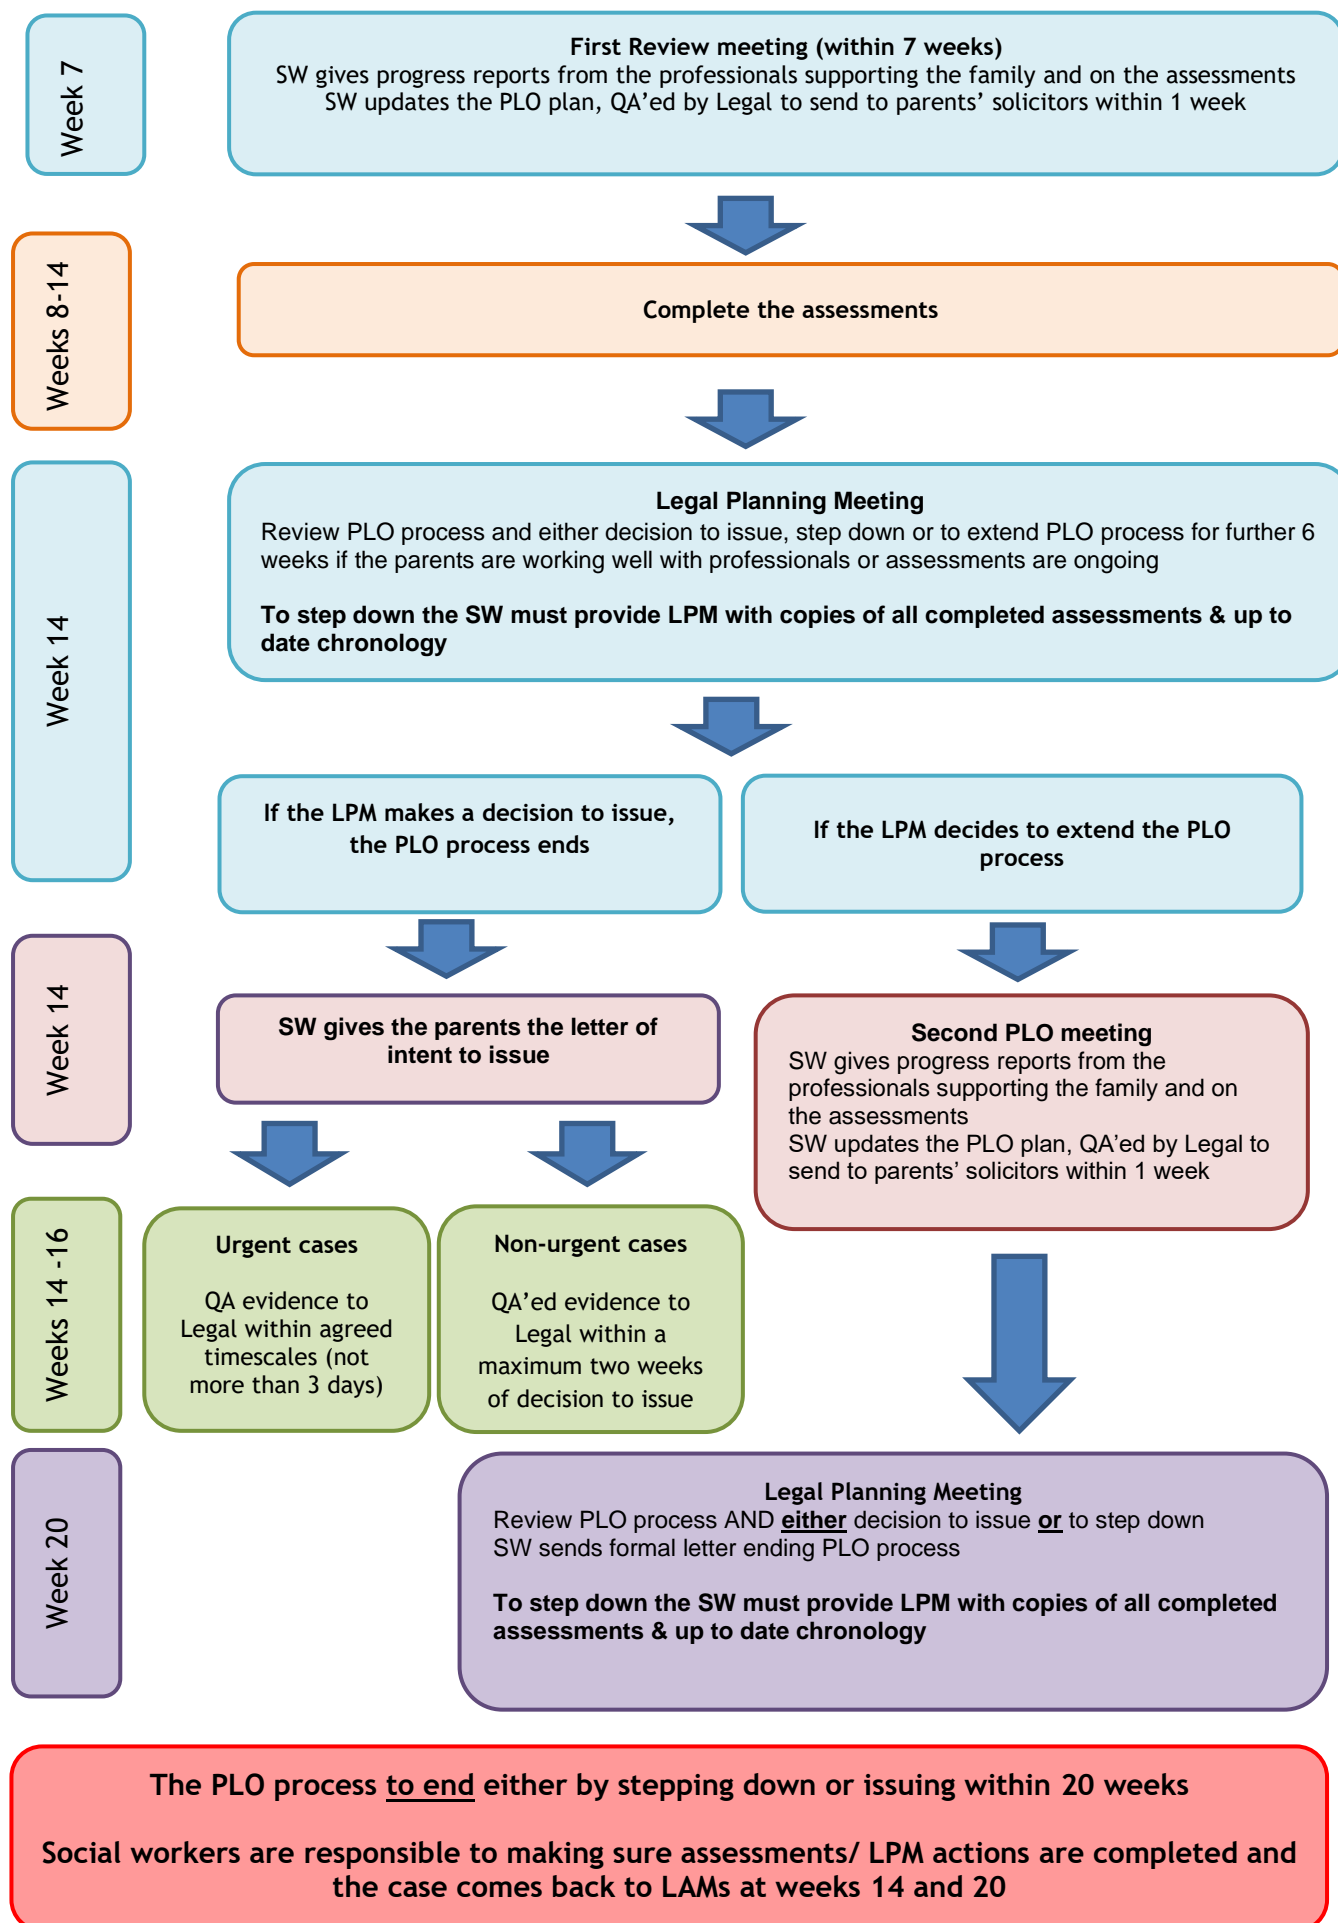 Week 7
First Review meeting (within 7 weeks)
SW gives progress reports from the professionals supporting the family and on the assessments
SW updates the PLO plan, QA’ed by Legal to send to parents’ solicitors within 1 week
Weeks 8-14
Complete the assessments
Week 14
Legal Planning Meeting
Review PLO process and either decision to issue, step down or to extend PLO process for further 6
weeks if the parents are working well with professionals or assessments are ongoing
To step down the SW must provide LPM with copies of all completed assessments & up to
date chronology
If the LPM makes a decision to issue,
the PLO process ends
If the LPM decides to extend the PLO
process
Week 14
SW gives the parents the letter of
intent to issue
Second PLO meeting
SW gives progress reports from the
professionals supporting the family and on
the assessments
SW updates the PLO plan, QA’ed by Legal to
send to parents’ solicitors within 1 week
Weeks 14 -16
Urgent cases
QA evidence to
Legal within agreed
timescales (not
more than 3 days)
Non-urgent cases
QA’ed evidence to
Legal within a
maximum two weeks
of decision to issue
Week 20
Legal Planning Meeting
Review PLO process AND either decision to issue or to step down
SW sends formal letter ending PLO process
To step down the SW must provide LPM with copies of all completed
assessments & up to date chronology
The PLO process to end either by stepping down or issuing within 20 weeks
Social workers are responsible to making sure assessments/ LPM actions are completed and
the case comes back to LAMs at weeks 14 and 20